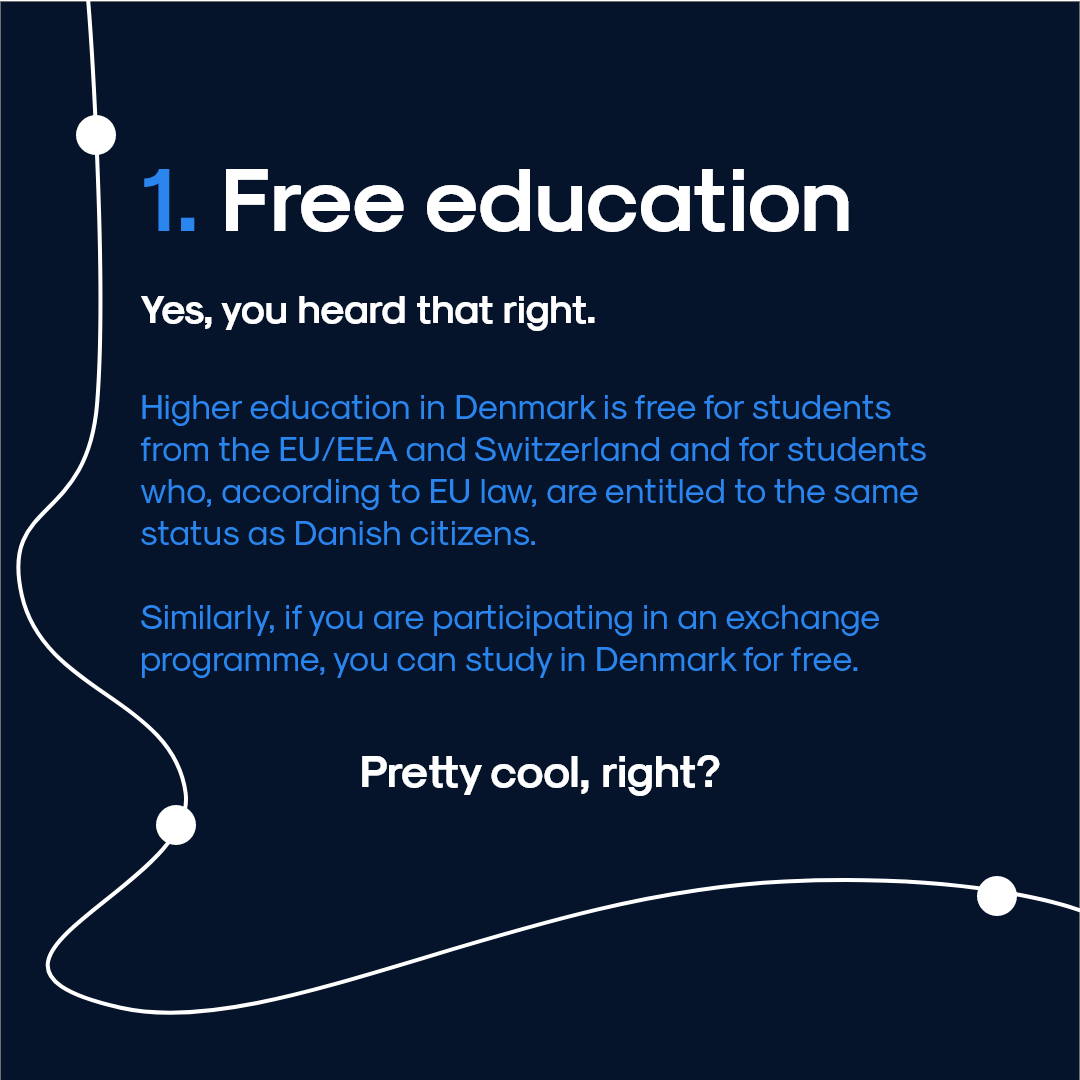 1. Free education
Yes, you heard that right.
Higher education in Denmark is free for students
from the EU/EEA and Switzerland and for students
who, according to EU law, are entitled to the same
status as Danish citizens.
Similarly, if you are participating in an exchange
programme, you can study in Denmark for free.
Pretty cool, right?